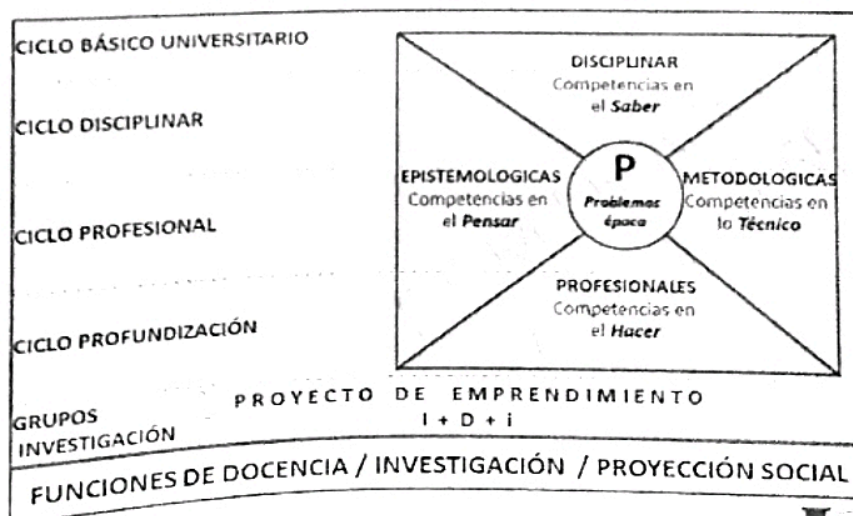 CICLO BÁSICO UNIVERSITARIO
CICLO DISCIPLINAR
CICLO PROFESIONAL
CICLO PROFUNDIZACIÓN
GRUPOS
INVESTIGACIÓN
DISCIPLINAR
Competencias en
el Saber
EPISTEMOLOGICAS
Competencias en
el Pensar
P
Problemas
época
METODOLOGICAS
Competencias en
lo Técnico
PROFESIONALES
Competencias en
el Hacer
PROYECTO DE EMPRENDIMIENTO
I + D + i
FUNCIONES DE DOCENCIA / INVESTIGACIÓN / PROYECCIÓN SOCIAL